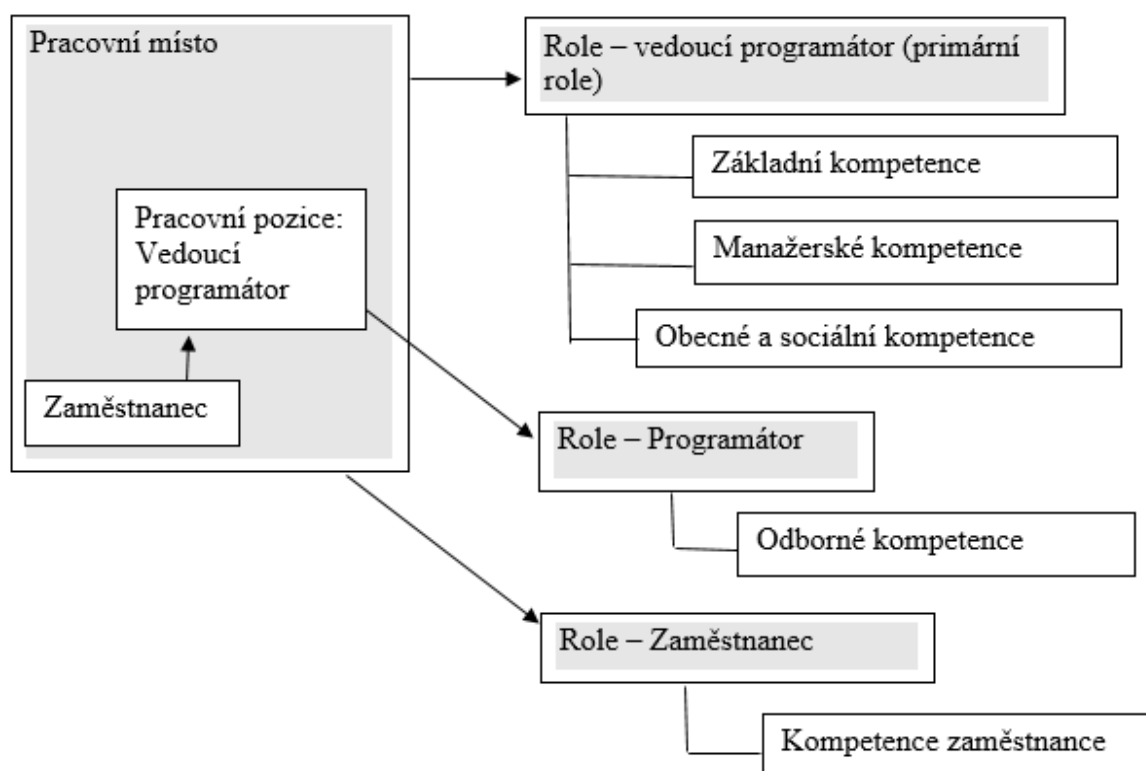 Pracovní místo
Pracovní pozice:
Vedoucí
programátor
Zaměstnanec
Role – vedoucí programátor (primární
role)
Základní kompetence
Manažerské kompetence
Obecné a sociální kompetence
Role – Programátor
Odborné kompetence
Role – Zaměstnanec
Kompetence zaměstnance